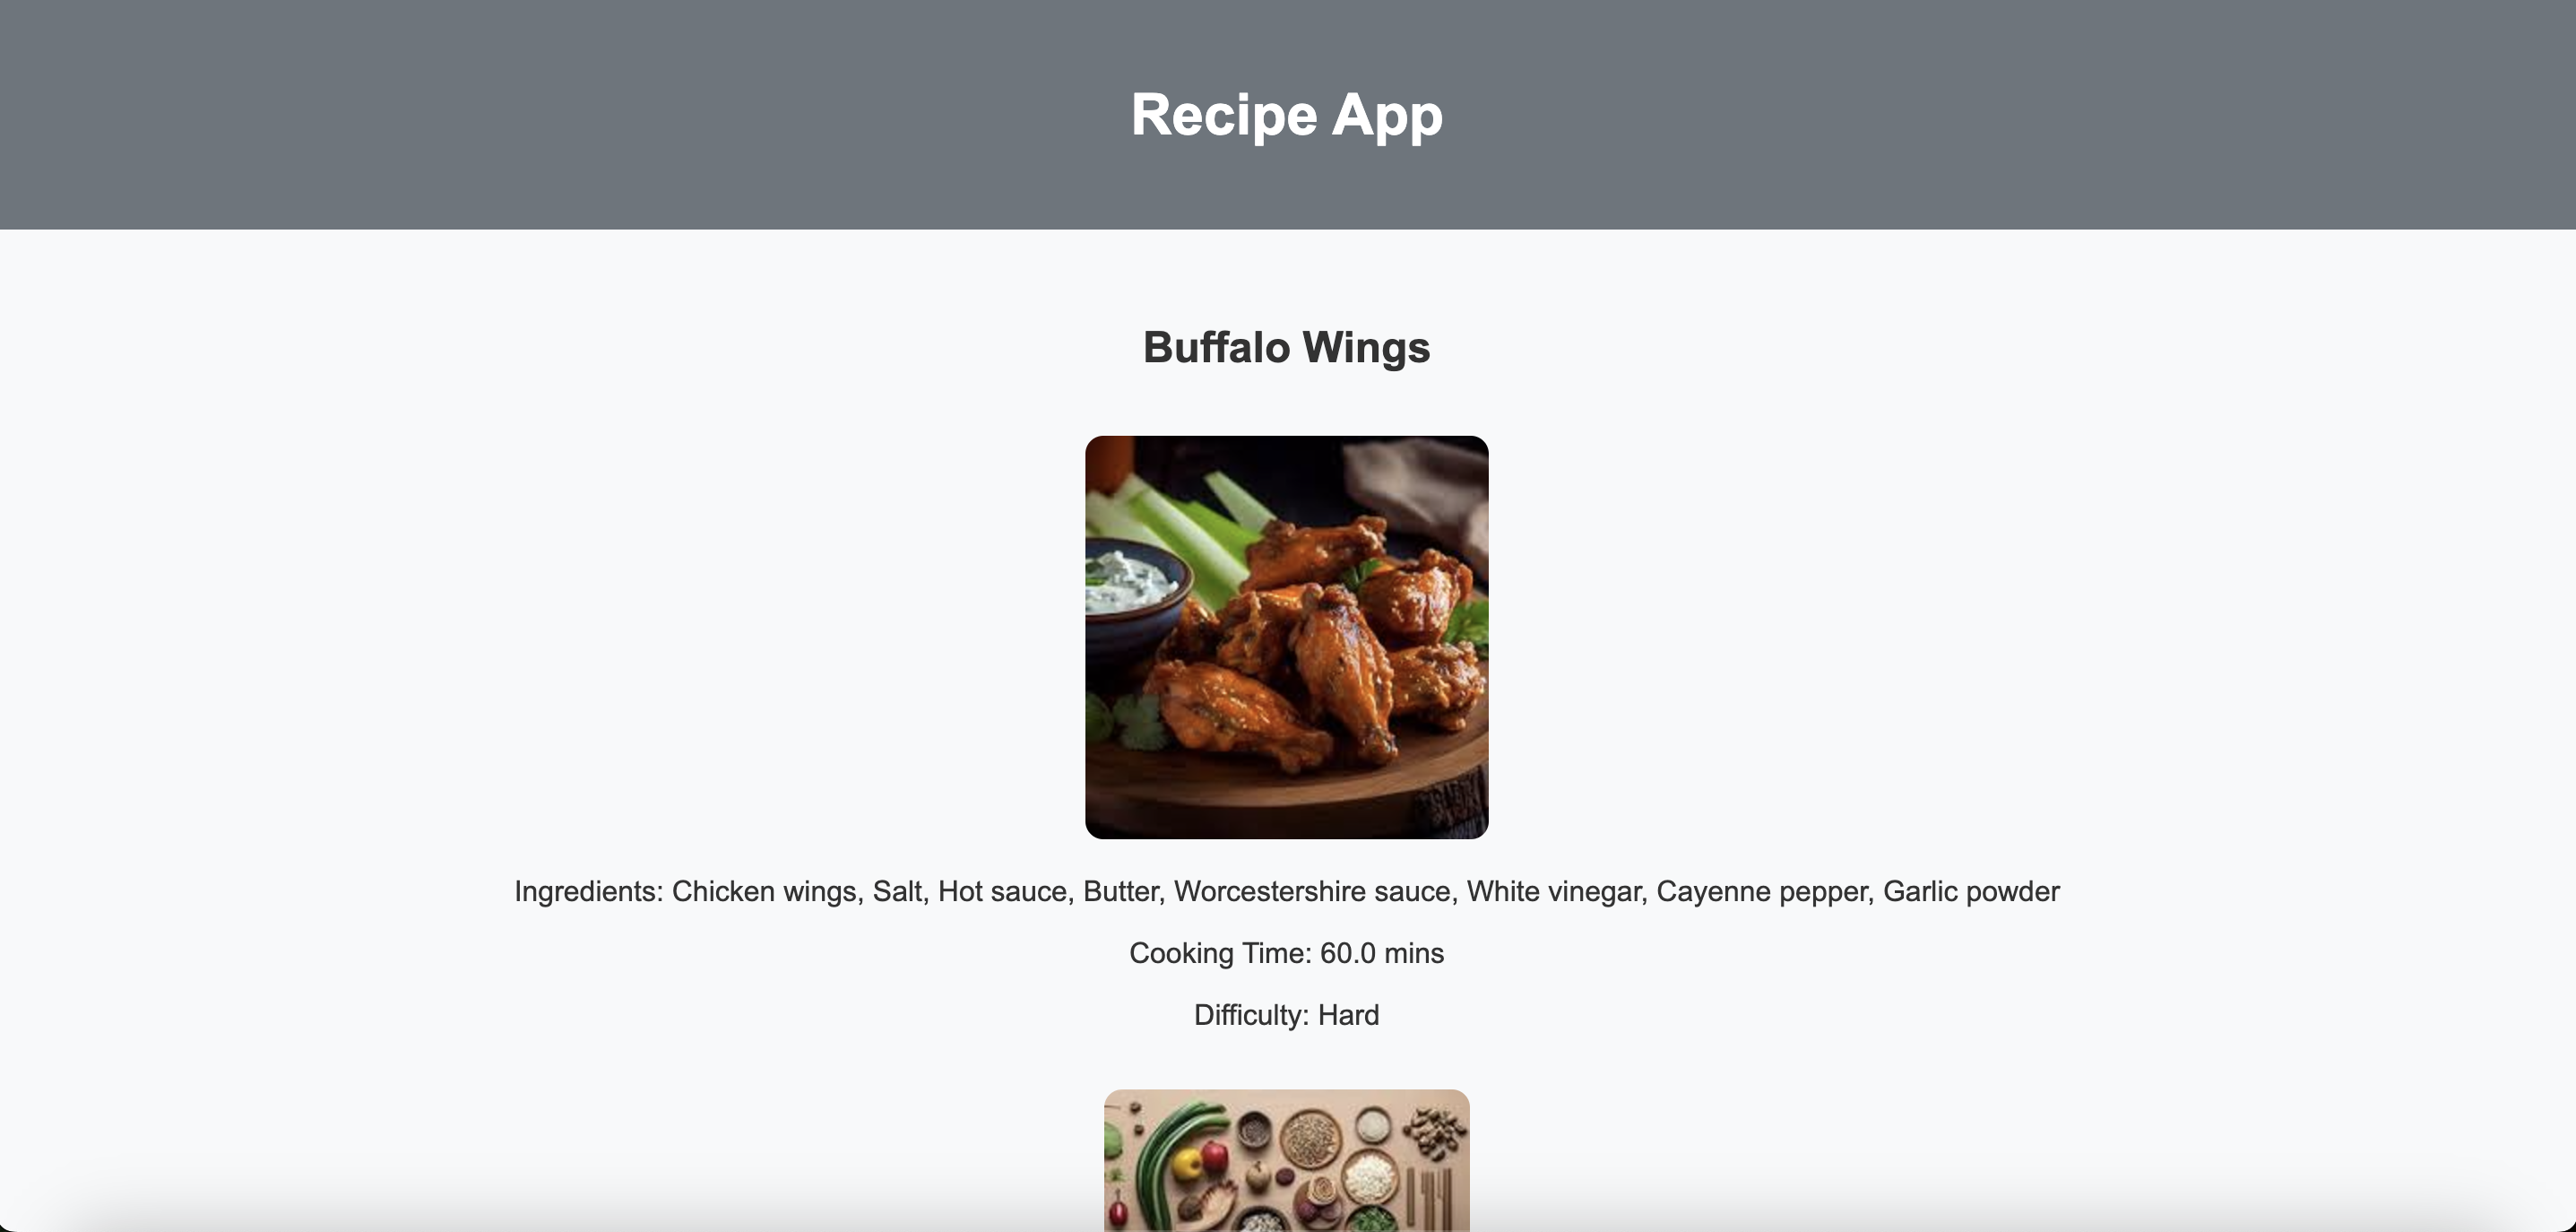 Recipe App
Buffalo Wings
Ingredients: Chicken wings, Salt, Hot sauce, Butter, Worcestershire sauce, White vinegar, Cayenne pepper, Garlic powder
Cooking Time: 60.0 mins
Difficulty: Hard